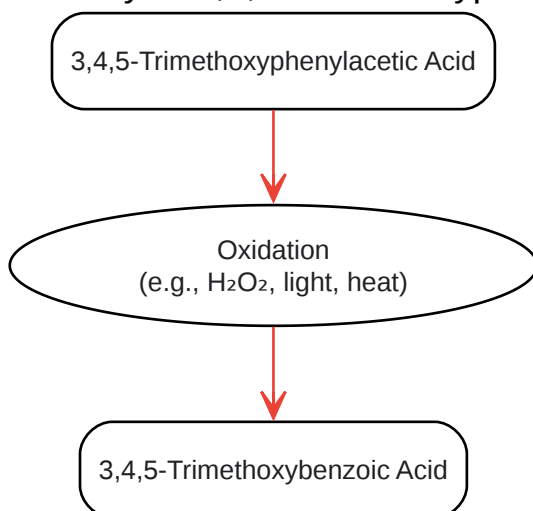 3,4,5-Trimethoxyphenylacetic Acid
Oxidation
(e.g., H₂O₂, light, heat)
3,4,5-Trimethoxybenzoic Acid